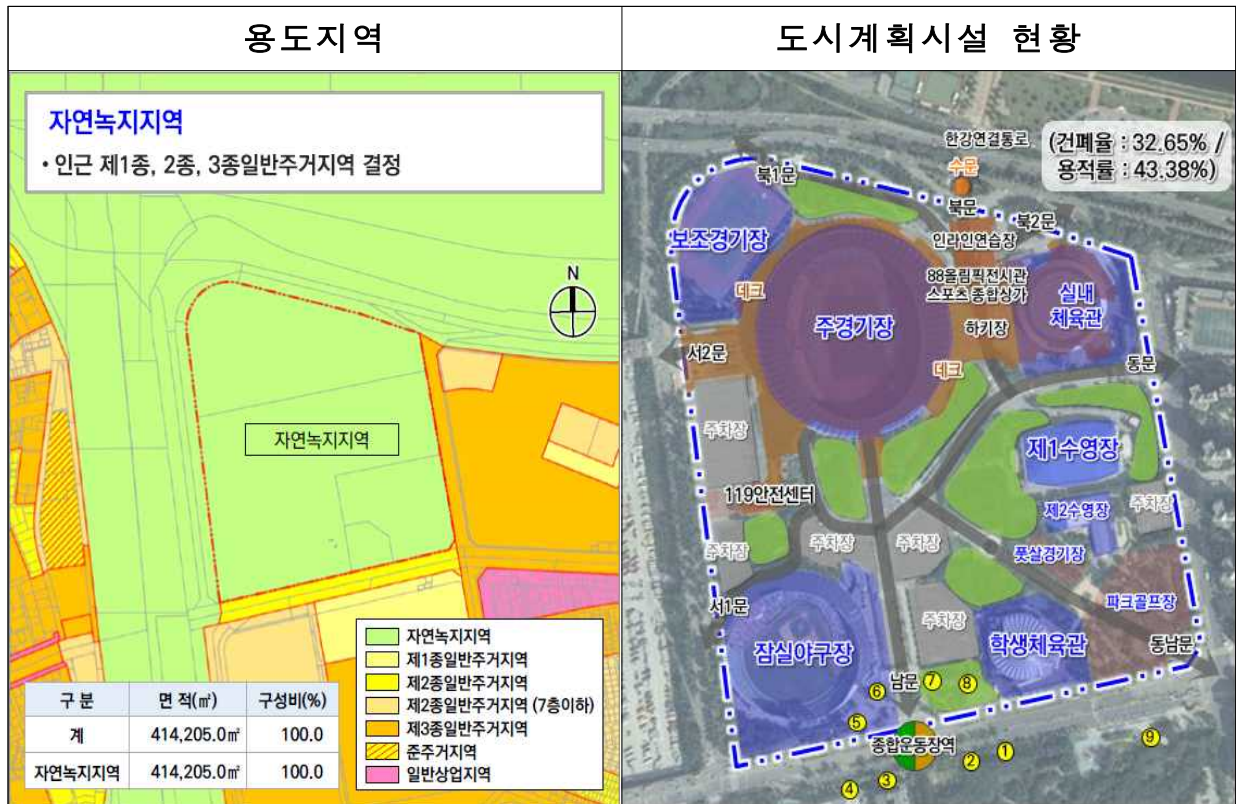 용도지역
도시계획시설 현황
자연녹지지역
• 인근 제1종, 2종, 3종일반주거지역 결정
N
자연녹지지역
자연녹지지역
제1종일반주거지역
제2종일반주거지역
제2종일반주거지역 (7층이하)
제3종일반주거지역
준주거지역
일반상업지역
구 분 면 적(㎡) 구성비(%)
계 414,205.0㎡ 100.0
자연녹지지역 414,205.0㎡ 100.0
(건폐율 : 32.65% /
용적률 : 43.38%)
한강연결통로
수문
북1문
북문
북2문
보조경기장
인라인연습장
88올림픽전시관
스포츠 종합상가
실내
체육관
데크
주경기장
하키장
서2문
동문
데크
주차장
제1수영장
119안전센터
제2수영장
주차장
주차장
주차장
주차장
풋살경기장
파크골프장
서1문
주차장
잠실야구장
학생체육관
동남문
남문
7
8
6
5
종합운동장역
1
2
9
3
4